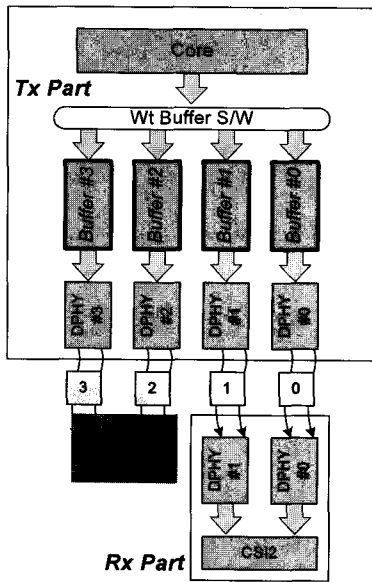 Core
Tx Part
Wt Buffer S/W
Buffer #3
Buffer #2
Buffer #1
Buffer #0
DPHY #3
DPHY #2
DPHY #1
DPHY #0
3
2
1
0
DPHY #1
DPHY #0
CSI2
Rx Part